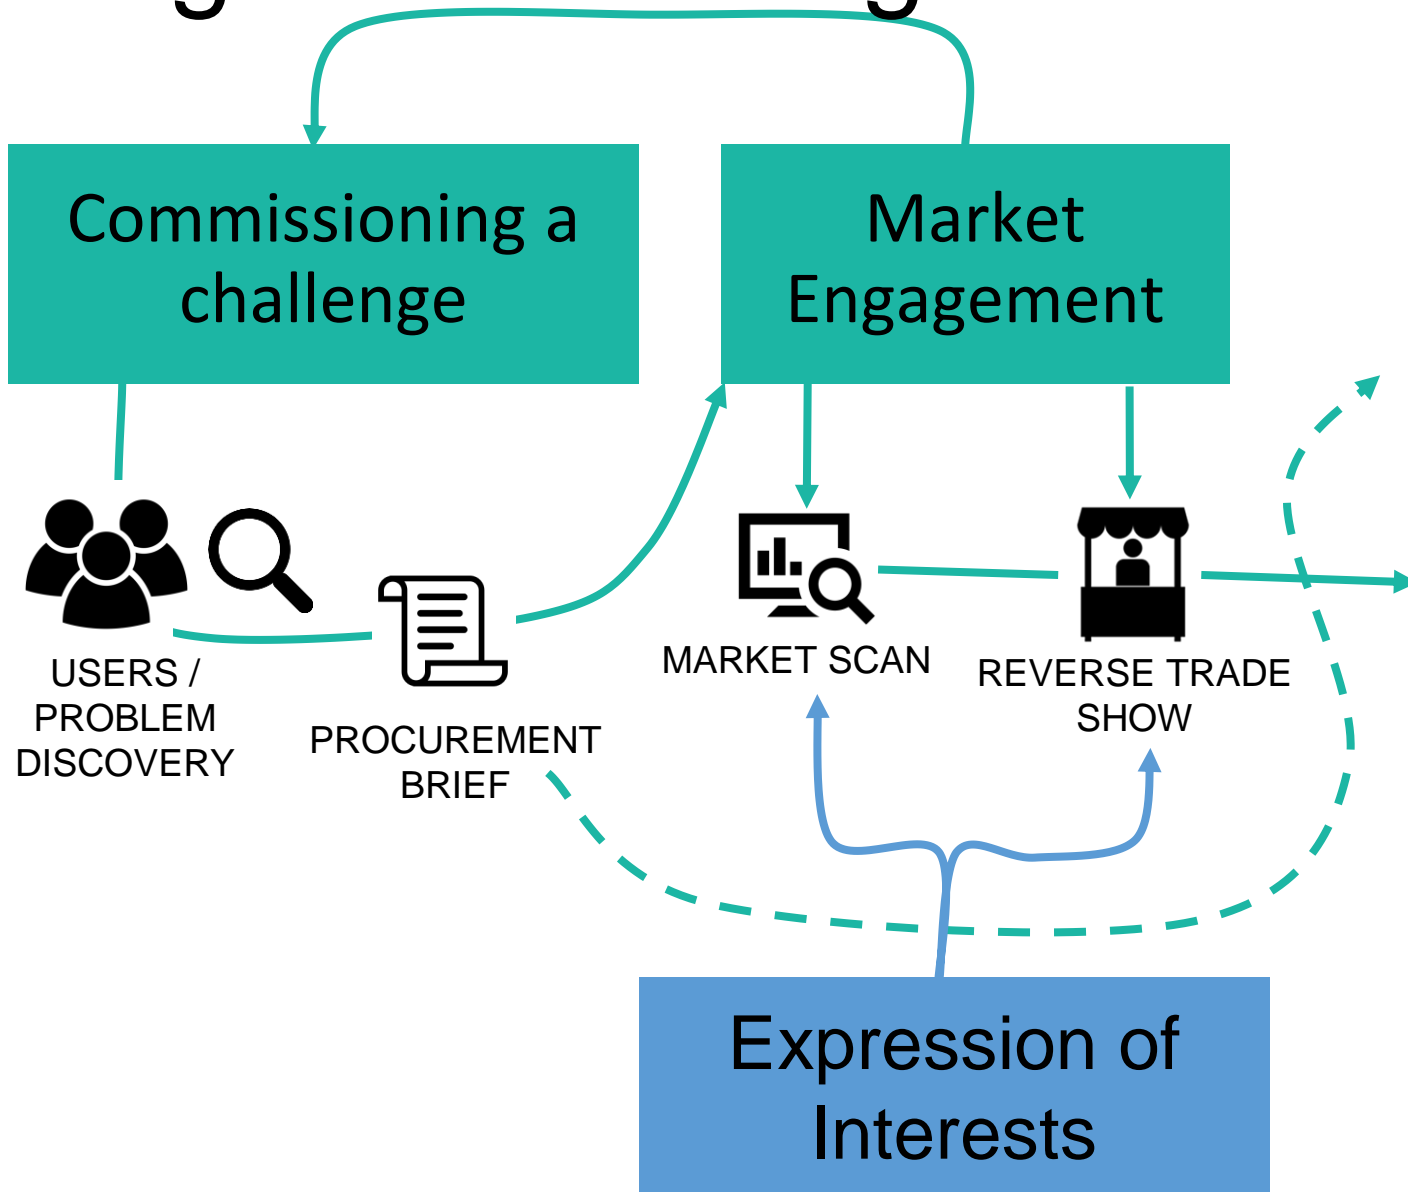 Commissioning a
challenge
Market
Engagement
USERS /
PROBLEM
DISCOVERY
PROCUREMENT
BRIEF
MARKET SCAN
REVERSE TRADE
SHOW
Expression of
Interests